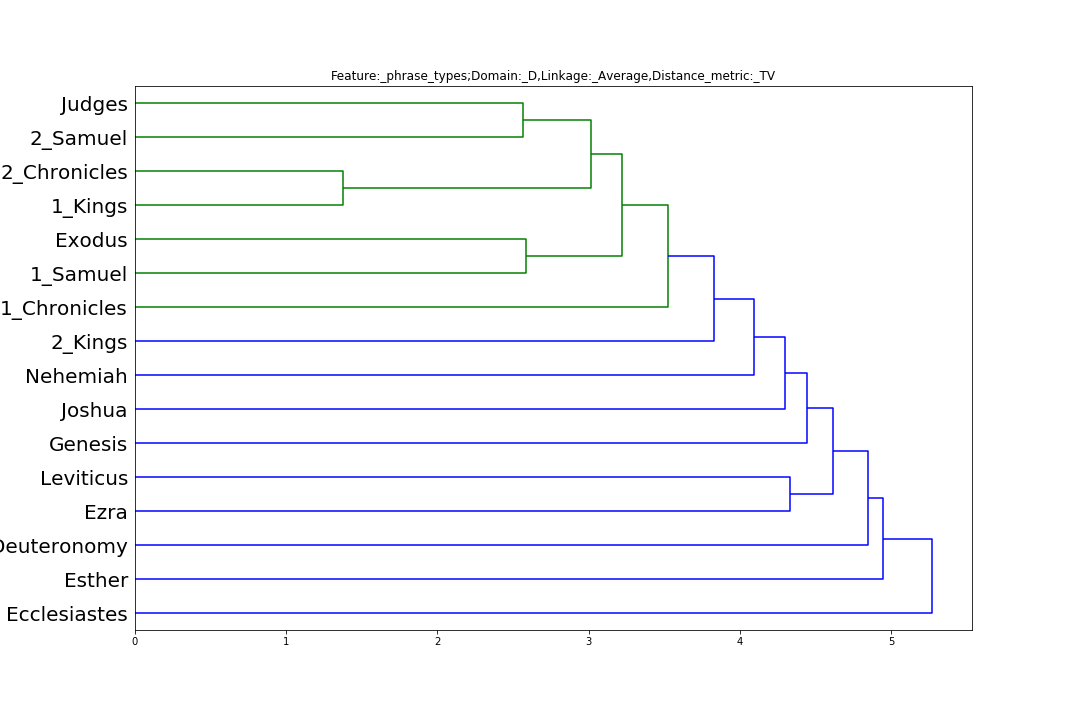 Feature:_phrase_types;Domain:_D,Linkage:_Average,Distance_metric:_TV
Judges
2_Samuel
2_Chronicles
1_Kings
Exodus
1_Samuel
1_Chronicles
2_Kings
Nehemiah
Joshua
Genesis
Leviticus
Ezra
Deuteronomy
Esther
Ecclesiastes
0 1 2 3 4 5